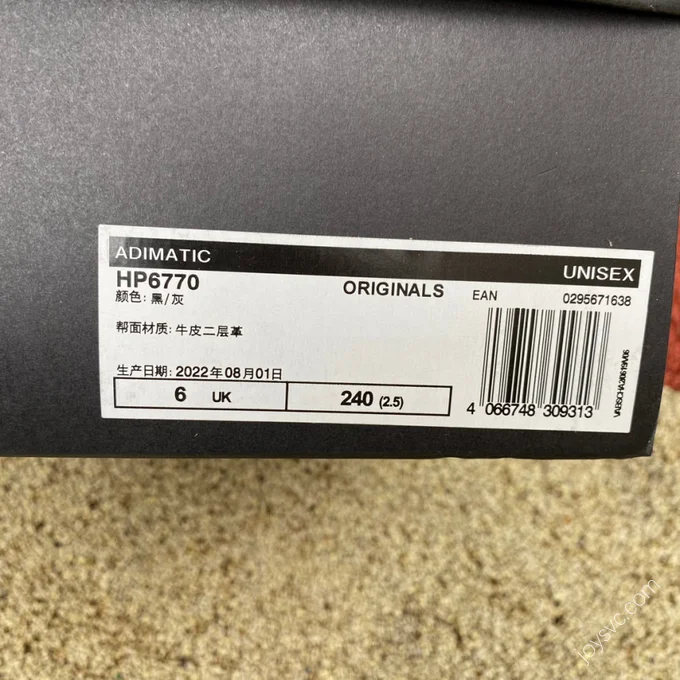 ADIMATIC
UNISEX
HP6770
ORIGINALS
EAN
0295671638
颜色: 黑/灰
帮面材质: 牛皮二层革
生产日期: 2022年08月01日
6 UK
240 (2.5)
4 066748 309313
joysvc.com